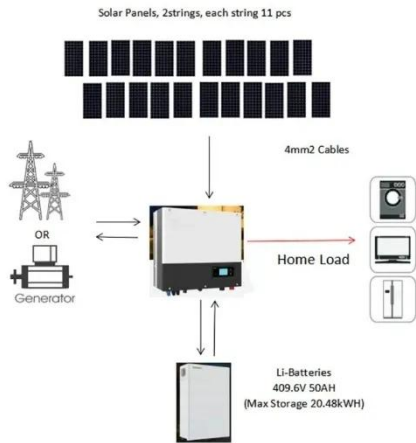 Solar Panels, 2strings, each string 11 pcs
4mm2 Cables
OR
Generator
Home Load
Li-Batteries
409.6V 50AH
(Max Storage 20.48kWH)